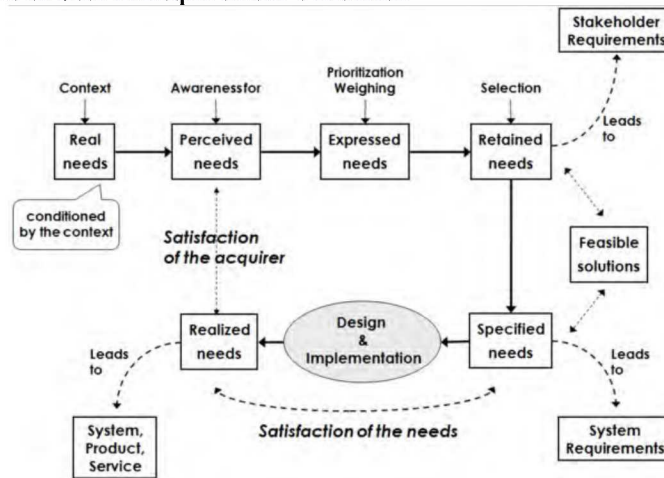 Stakeholder
Requirements
Context
Awarenessfor
Prioritization
Weighing
Selection
Leads
to
Real
needs
Perceived
needs
Expressed
needs
Retained
needs
conditioned
by the context
Satisfaction
of the acquirer
Feasible
solutions
Realized
needs
Design
&
Implementation
Specified
needs
Leads
to
Leads
to
System,
Product,
Service
Satisfaction of the needs
System
Requirements